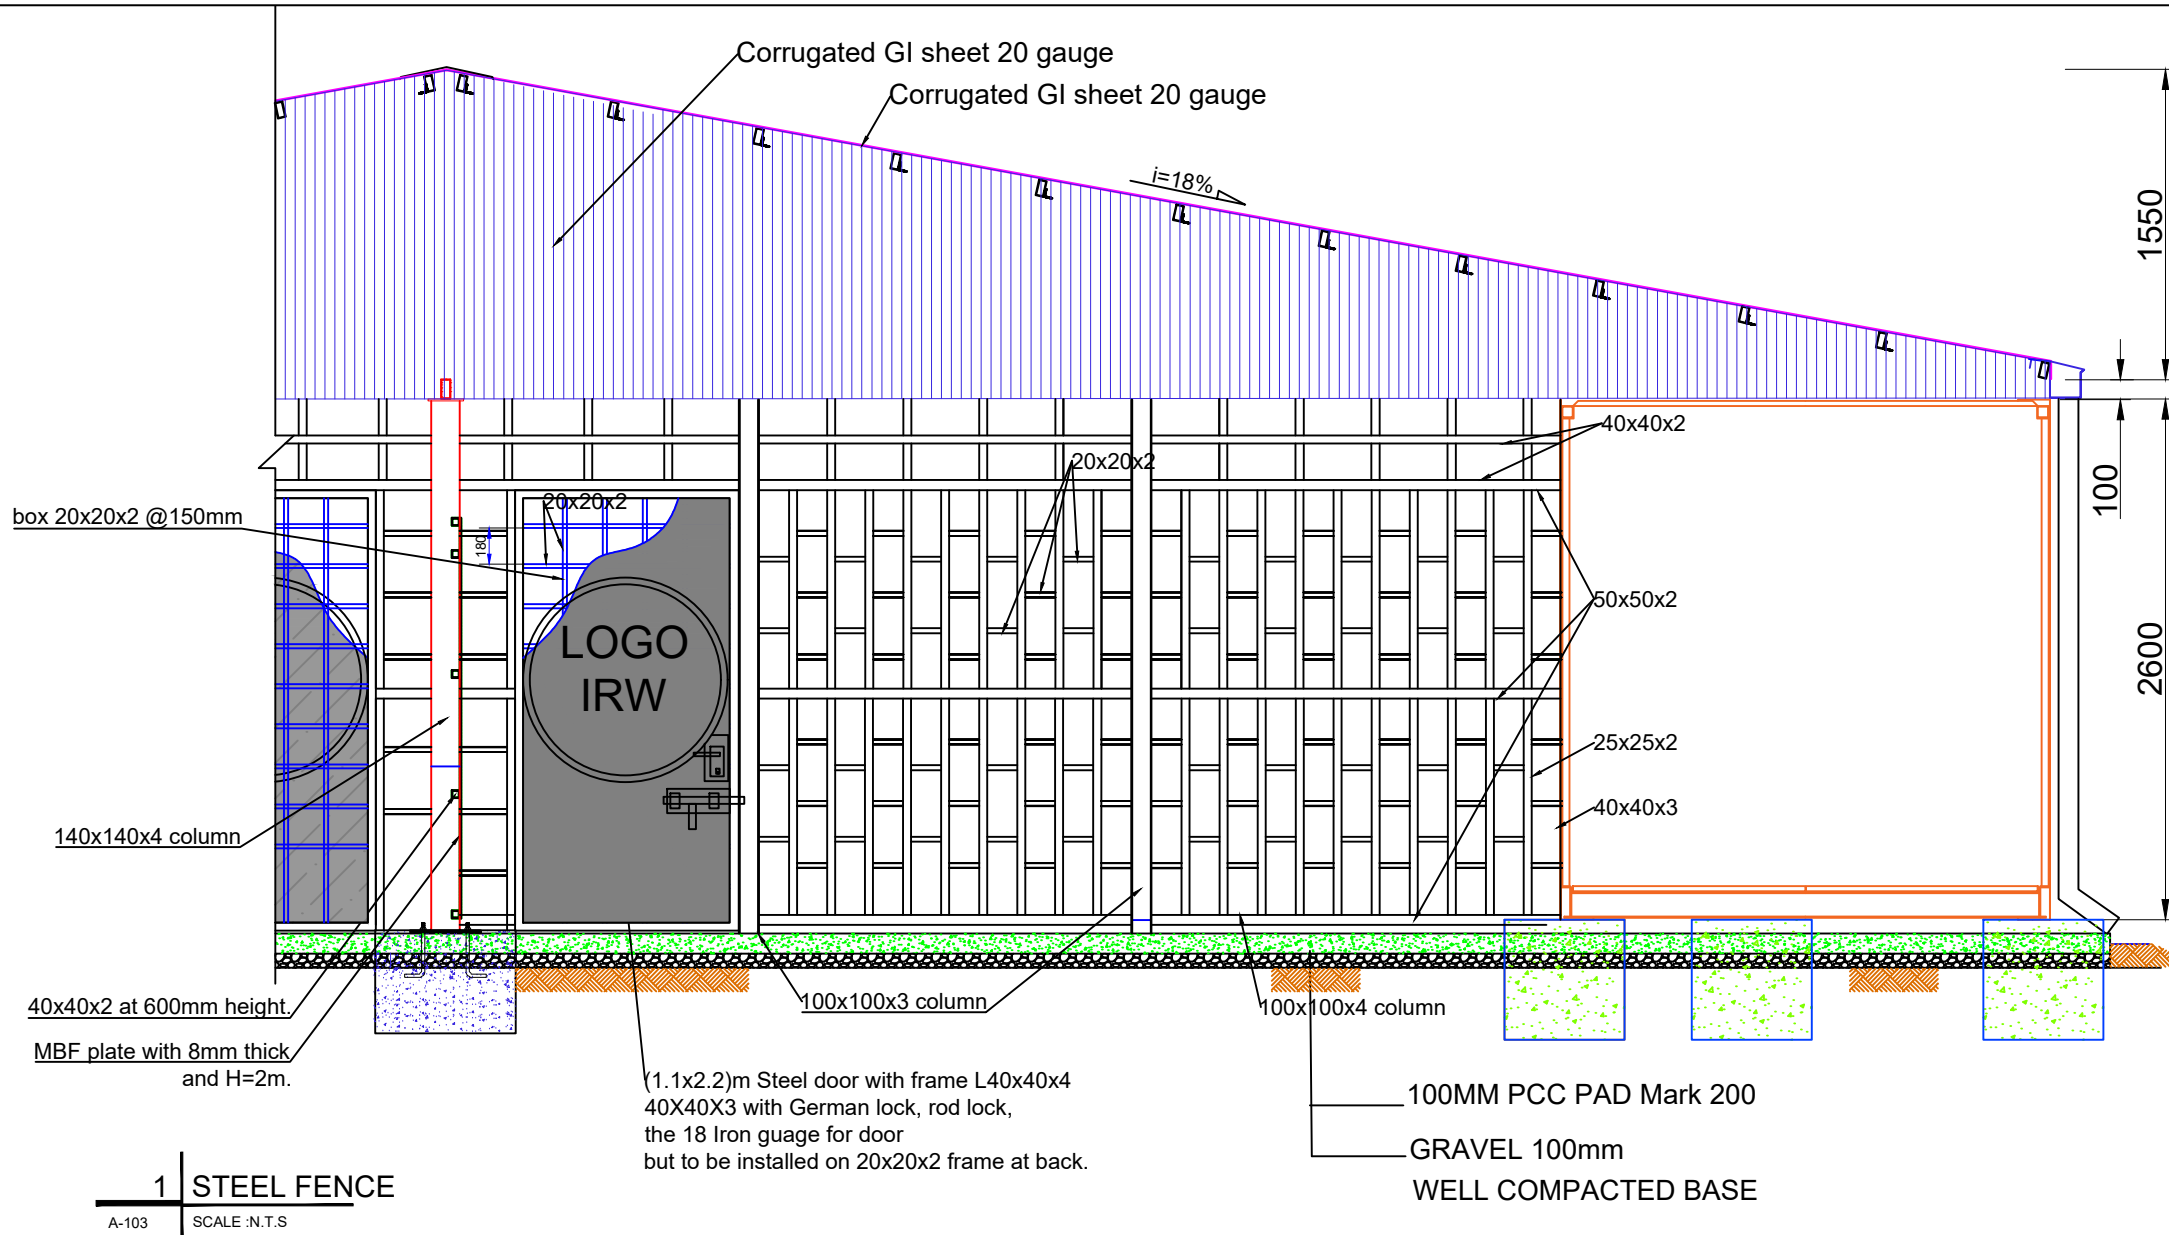 Corrugated GI sheet 20 gauge
Corrugated GI sheet 20 gauge
i=18%
1550
40x40x2
20x20x2
100
20x20x2
box 20x20x2 @150mm
180
50x50x2
LOGO
IRW
2600
25x25x2
40x40x3
140x140x4 column
40x40x2 at 600mm height.
100x100x3 column
100x100x4 column
MBF plate with 8mm thick
and H=2m.
(1.1x2.2)m Steel door with frame L40x40x4
40X40X3 with German lock, rod lock,
the 18 Iron guage for door
but to be installed on 20x20x2 frame at back.
100MM PCC PAD Mark 200
GRAVEL 100mm
WELL COMPACTED BASE
1 STEEL FENCE
A-103 SCALE :N.T.S